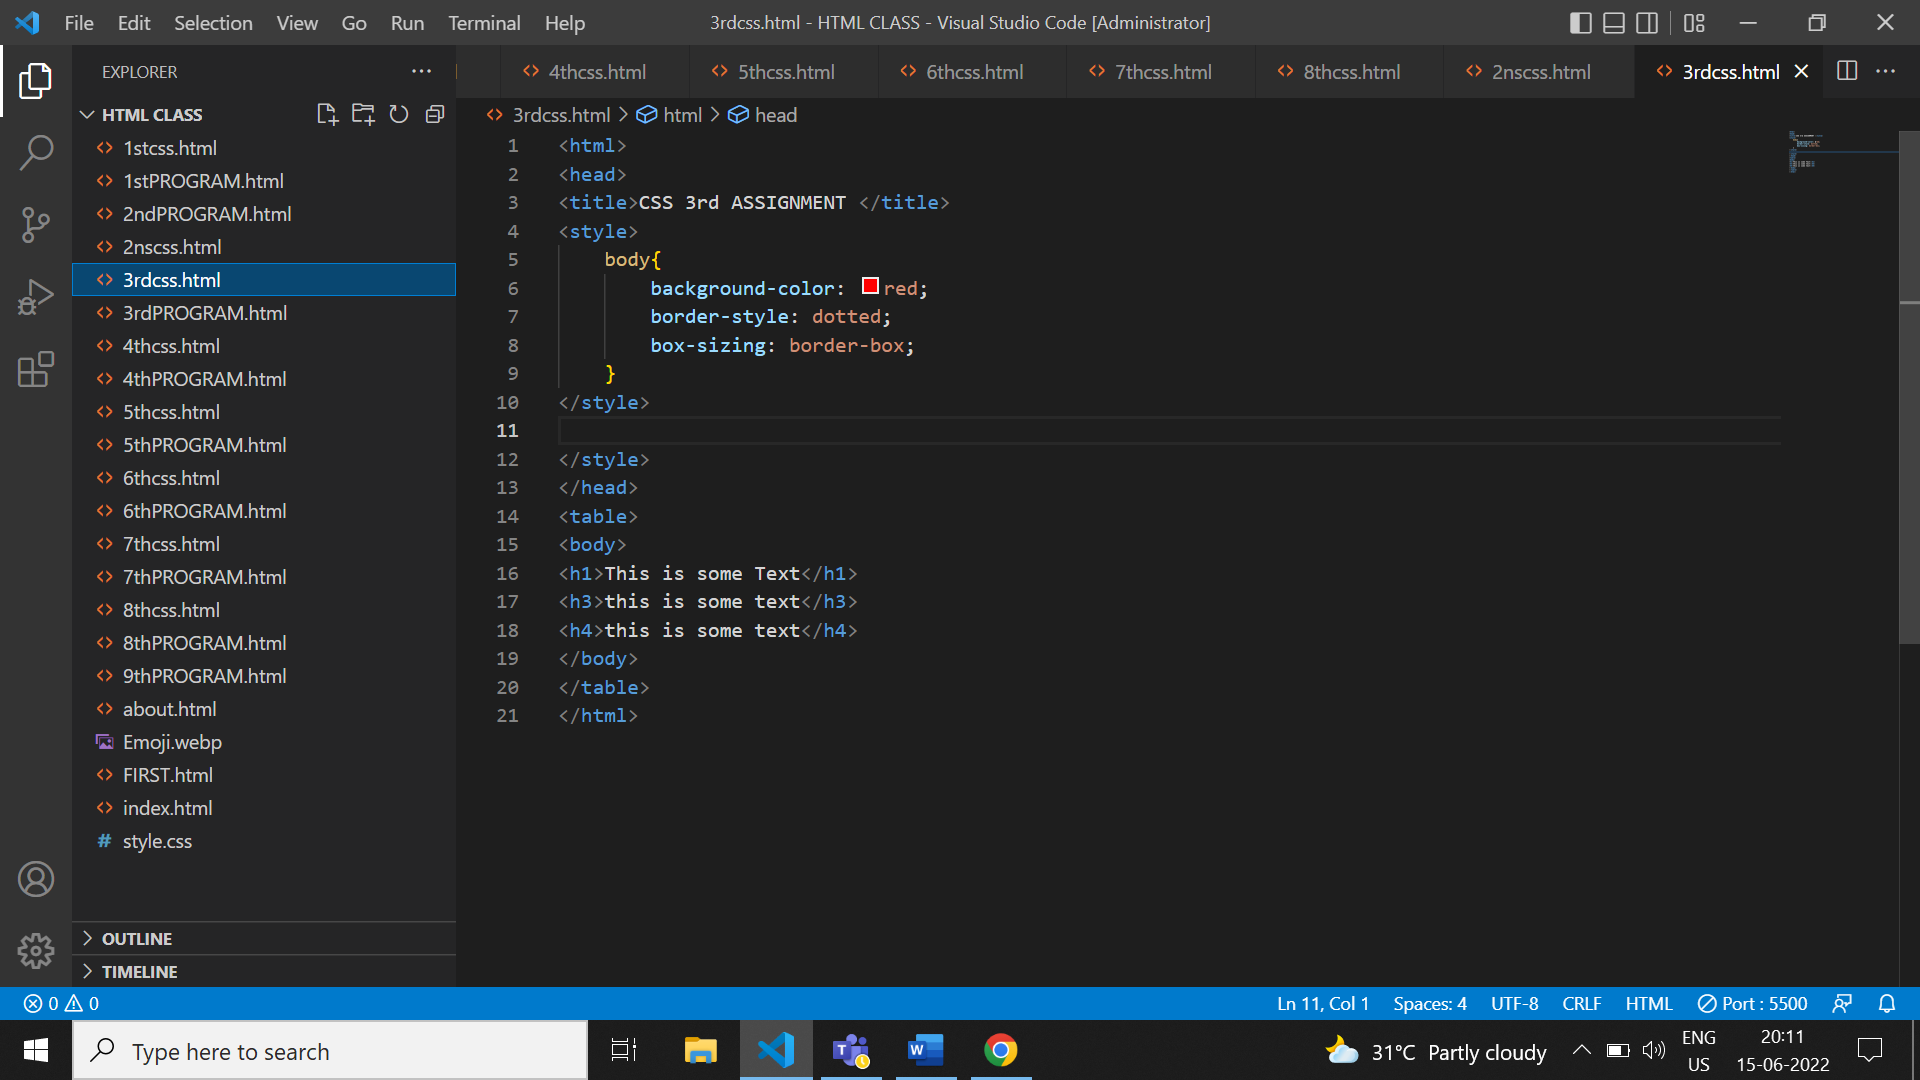 File Edit Selection View Go Run Terminal Help 3rdcss.html - HTML CLASS - Visual Studio Code [Administrator]
EXPLORER
4thcss.html 5thcss.html 6thcss.html 7thcss.html 8thcss.html 2nscss.html 3rdcss.html
HTML CLASS
3rdcss.html > html > head
1stcss.html
1stPROGRAM.html
2ndPROGRAM.html
2nscss.html
3rdcss.html
3rdPROGRAM.html
4thcss.html
4thPROGRAM.html
5thcss.html
5thPROGRAM.html
6thcss.html
6thPROGRAM.html
7thcss.html
7thPROGRAM.html
8thcss.html
8thPROGRAM.html
9thPROGRAM.html
about.html
Emoji.webp
FIRST.html
index.html
# style.css
OUTLINE
TIMELINE
1 <html>
2 <head>
3 <title>CSS 3rd ASSIGNMENT </title>
4 <style>
5     body{
6         background-color: red;
7         border-style: dotted;
8         box-sizing: border-box;
9     }
10 </style>
11
12 </style>
13 </head>
14 <table>
15 <body>
16 <h1>This is some Text</h1>
17 <h3>this is some text</h3>
18 <h4>this is some text</h4>
19 </body>
20 </table>
21 </html>
0 0 Ln 11, Col 1 Spaces: 4 UTF-8 CRLF HTML Port : 5500
Type here to search
31°C Partly cloudy
ENG
US
20:11
15-06-2022